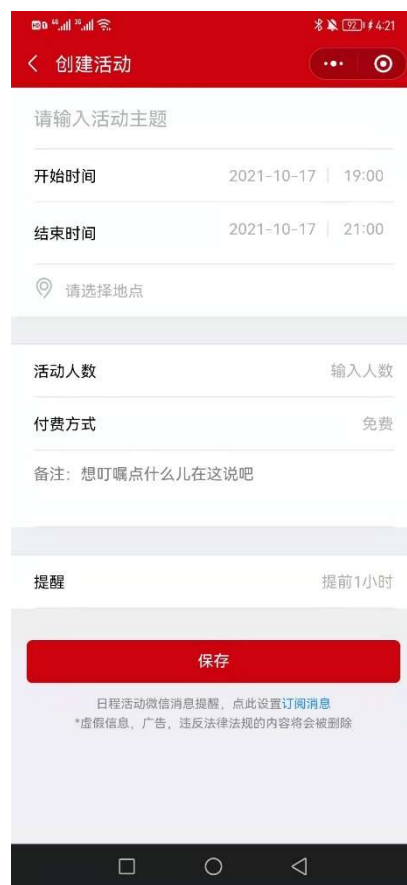 92 4:21
创建活动
请输入活动主题
开始时间 2021-10-17 19:00
结束时间 2021-10-17 21:00
请选择地点
活动人数 输入人数
付费方式 免费
备注：想叮嘱点什么儿在这说吧
提醒 提前1小时
保存
日程活动微信消息提醒，点此设置订阅消息
*虚假信息、广告、违反法律法规的内容将会被删除